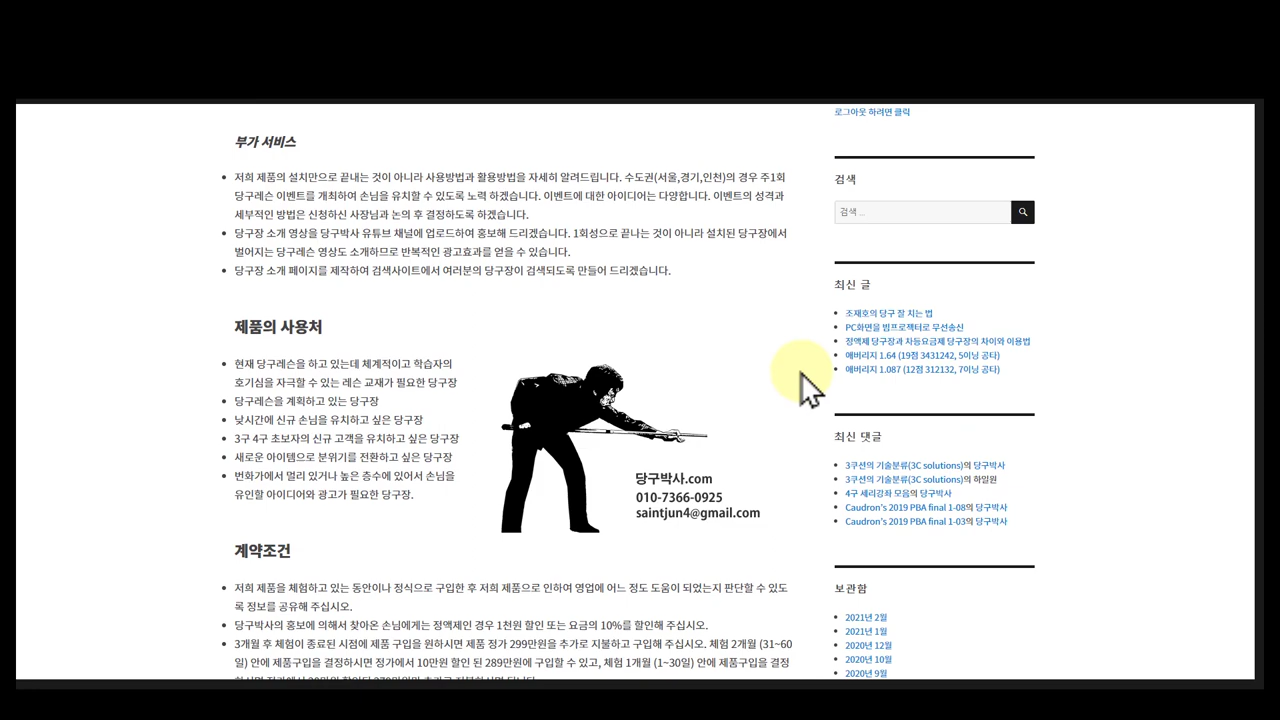 로그아웃 하려면 클릭
부가 서비스
저희 제품의 설치만으로 끝내는 것이 아니라 사용방법과 활용방법을 자세히 알려드립니다. 수도권(서울,경기,인천)의 경우 주1회
당구레슨 이벤트를 개최하여 손님을 유치할 수 있도록 노력 하겠습니다. 이벤트에 대한 아이디어는 다양합니다. 이벤트의 성격과
세부적인 방법은 신청하신 사장님과 논의 후 결정하도록 하겠습니다.
당구장 소개 영상을 당구박사 유튜브 채널에 업로드하여 홍보해 드리겠습니다. 1회성으로 끝나는 것이 아니라 설치된 당구장에서
벌어지는 당구레슨 영상도 소개하므로 반복적인 광고효과를 얻을 수 있습니다.
당구장 소개 페이지를 제작하여 검색사이트에서 여러분의 당구장이 검색되도록 만들어 드리겠습니다.
제품의 사용처
현재 당구레슨을 하고 있는데 체계적이고 학습자의
호기심을 자극할 수 있는 레슨 교재가 필요한 당구장
당구레슨을 계획하고 있는 당구장
낮시간에 신규 손님을 유치하고 싶은 당구장
3구 4구 초보자의 신규 고객을 유치하고 싶은 당구장
새로운 아이템으로 분위기를 전환하고 싶은 당구장
번화가에서 멀리 있거나 높은 층수에 있어서 손님을
유인할 아이디어와 광고가 필요한 당구장.
당구박사.com
010-7366-0925
saintjun4@gmail.com
계약조건
저희 제품을 체험하고 있는 동안이나 정식으로 구입한 후 저희 제품으로 인하여 영업에 어느 정도 도움이 되었는지 판단할 수 있도
록 정보를 공유해 주십시오.
당구박사의 홍보에 의해서 찾아온 손님에게는 정액제인 경우 1천원 할인 또는 요금의 10%를 할인해 주십시오.
3개월 후 체험이 종료된 시점에 제품 구입을 원하시면 제품 정가 299만원을 추가로 지불하고 구입해 주십시오. 체험 2개월 (31~60
일) 안에 제품구입을 결정하시면 정가에서 10만원 할인 된 289만원에 구입할 수 있고, 체험 1개월 (1~30일) 안에 제품구입을 결정
검색
검색 ...
최신 글
조재호의 당구 잘 치는 법
PC화면을 빔프로젝터로 무선송신
정액제 당구장과 차등요금제 당구장의 차이와 이용법
에버리지 1.64 (19점 3431242, 5이닝 공타)
에버리지 1.087 (12점 312132, 7이닝 공타)
최신 댓글
3쿠션의 기술분류(3C solutions)의 당구박사
3쿠션의 기술분류(3C solutions)의 하일원
4구 세리강좌 모음의 당구박사
Caudron's 2019 PBA final 1-08의 당구박사
Caudron's 2019 PBA final 1-03의 당구박사
보관함
2021년 2월
2021년 1월
2020년 12월
2020년 10월
2020년 9월